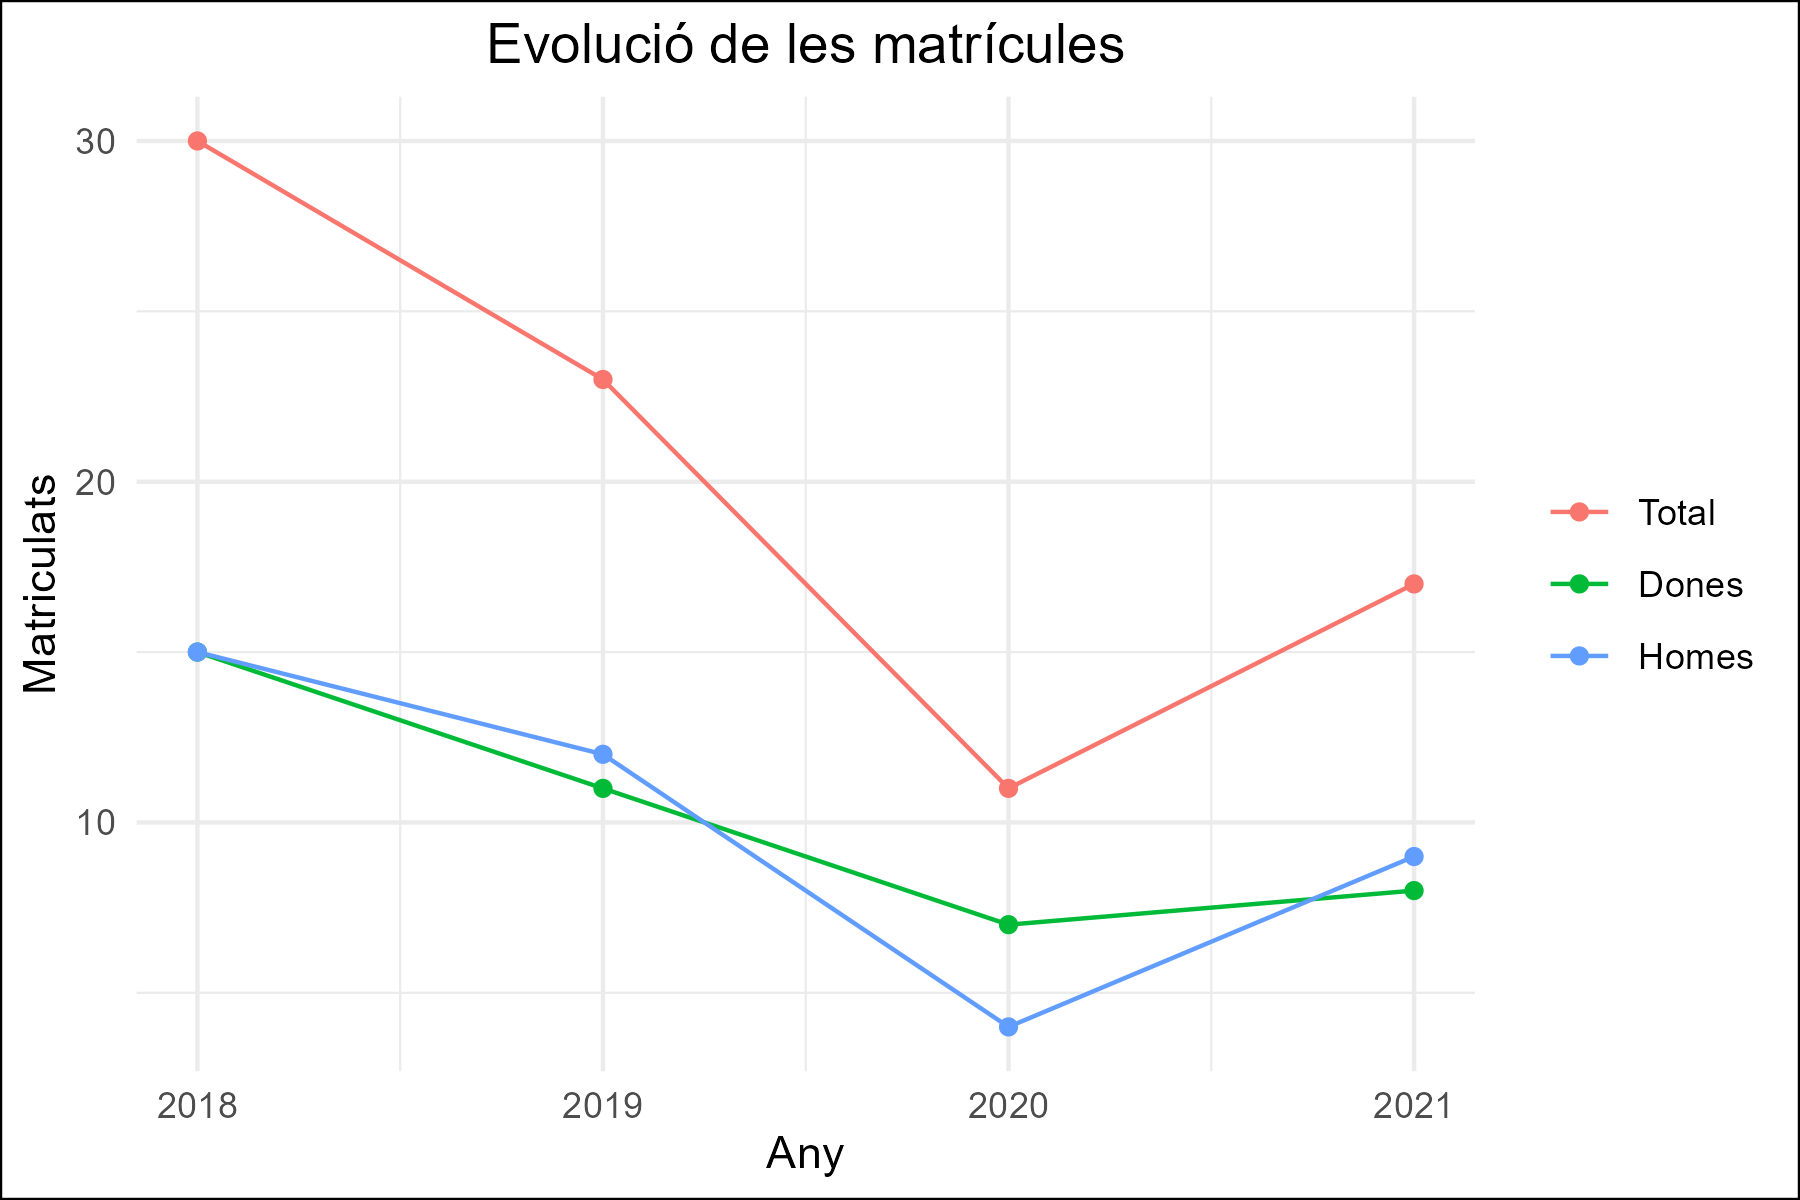 Evolució de les matrícules
30
20
10
Matriculats
2018 2019 2020 2021
Any
Total
Dones
Homes